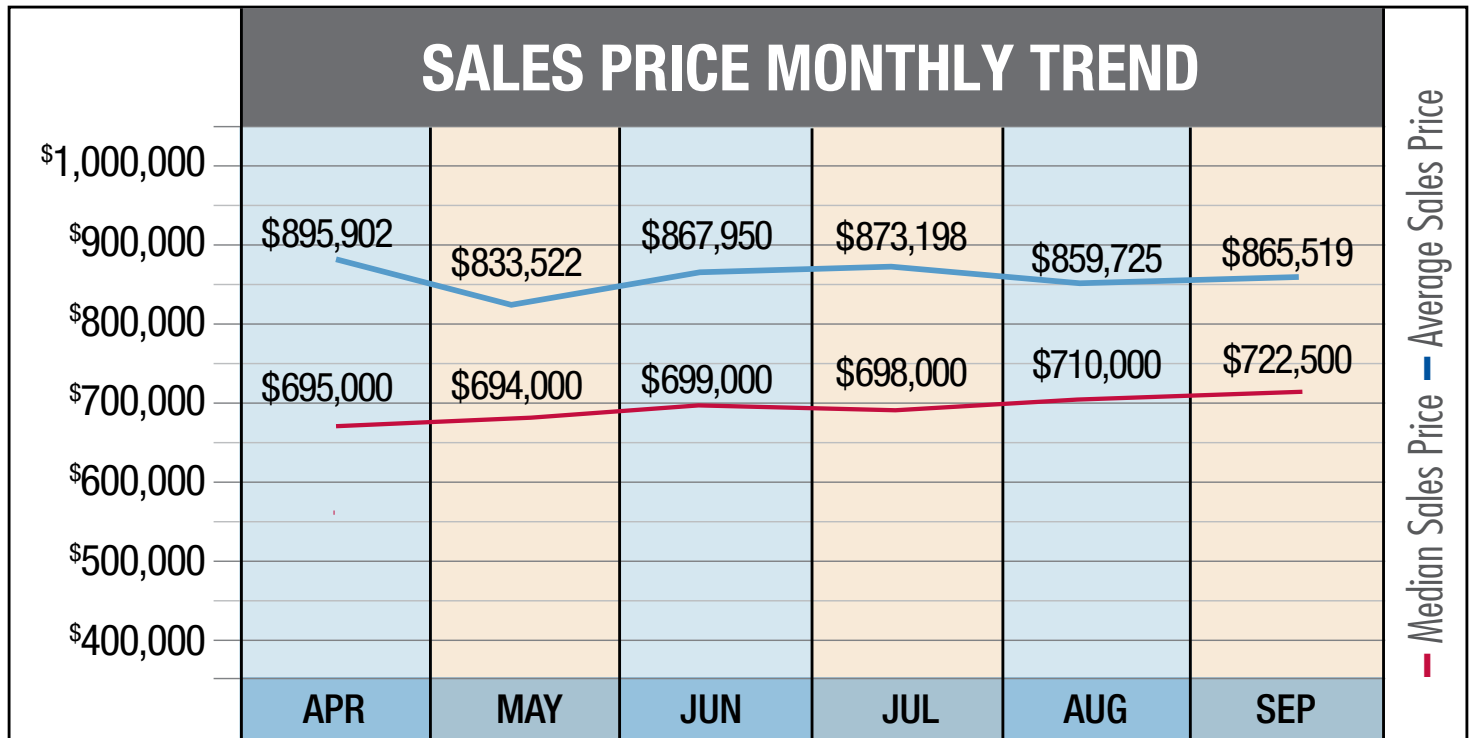 SALES PRICE MONTHLY TREND
$1,000,000
$900,000
$800,000
$700,000
$600,000
$500,000
$400,000
$895,902
$833,522
$867,950
$873,198
$859,725
$865,519
$695,000
$694,000
$699,000
$698,000
$710,000
$722,500
APR
MAY
JUN
JUL
AUG
SEP
Median Sales Price
Average Sales Price